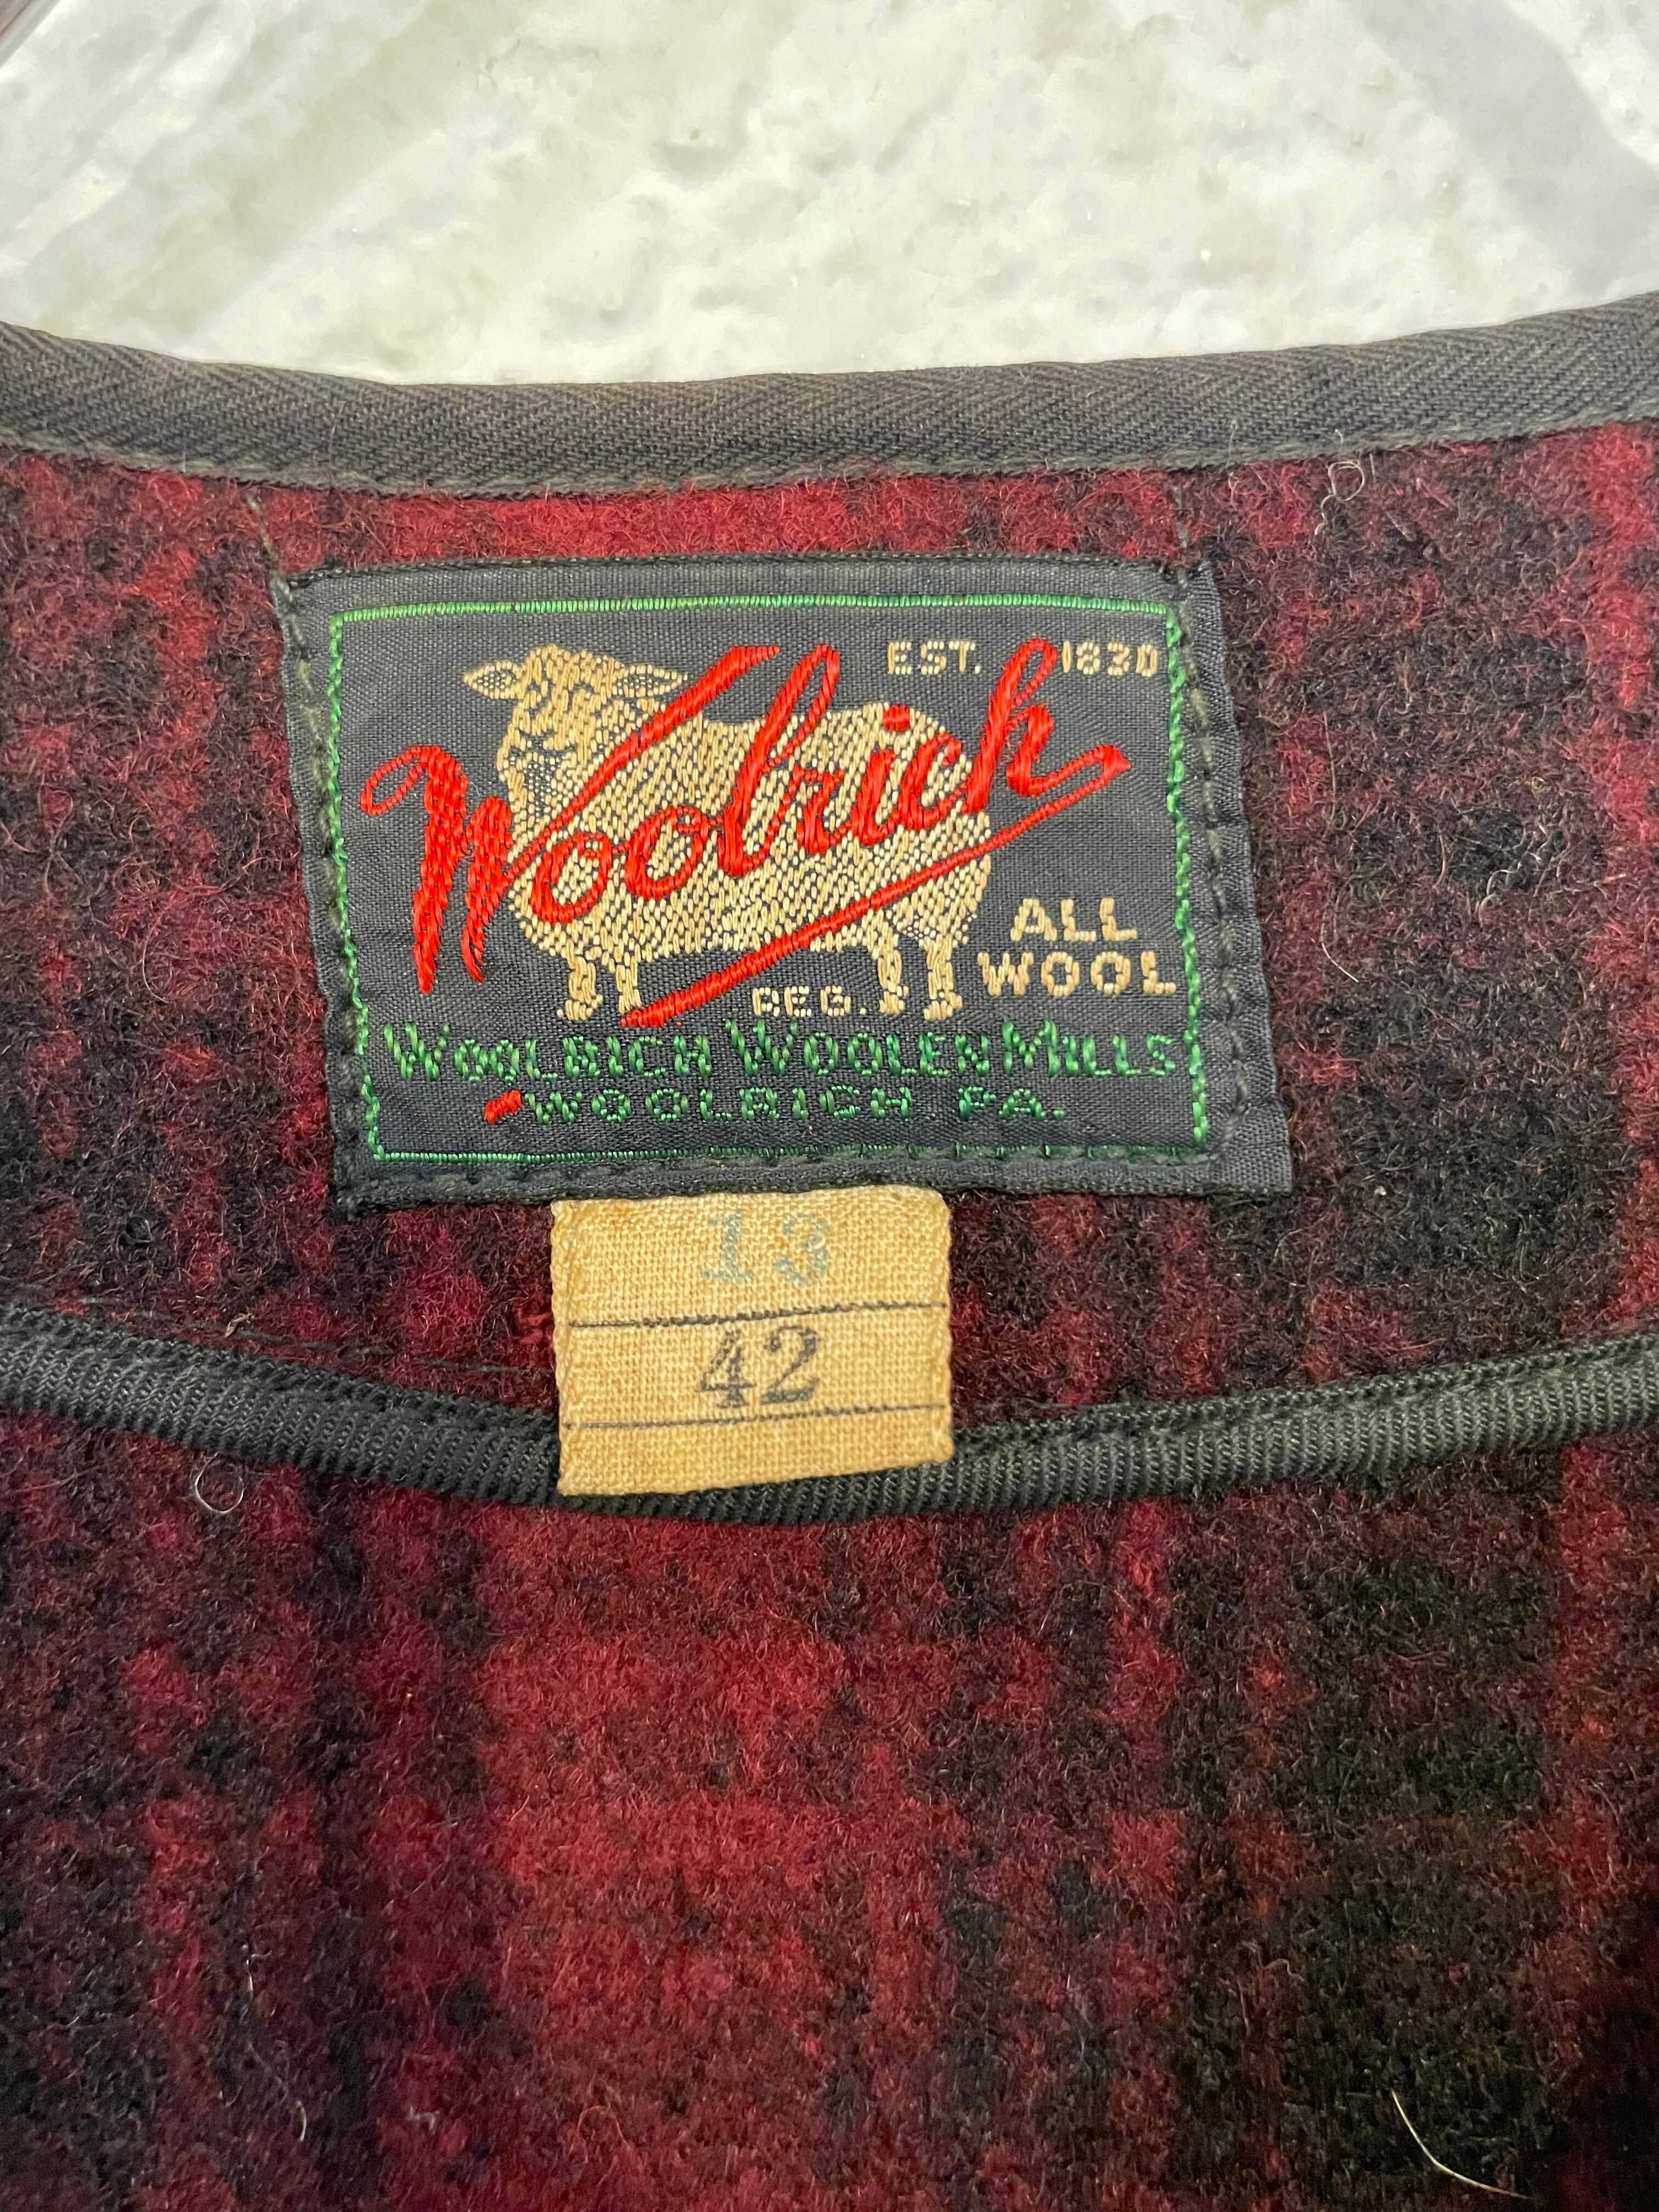 EST. 1830
Woolrich
ALL
WOOL
REG.
WOOLRICH WOOLEN MILLS
WOOLRICH PA.
13
42